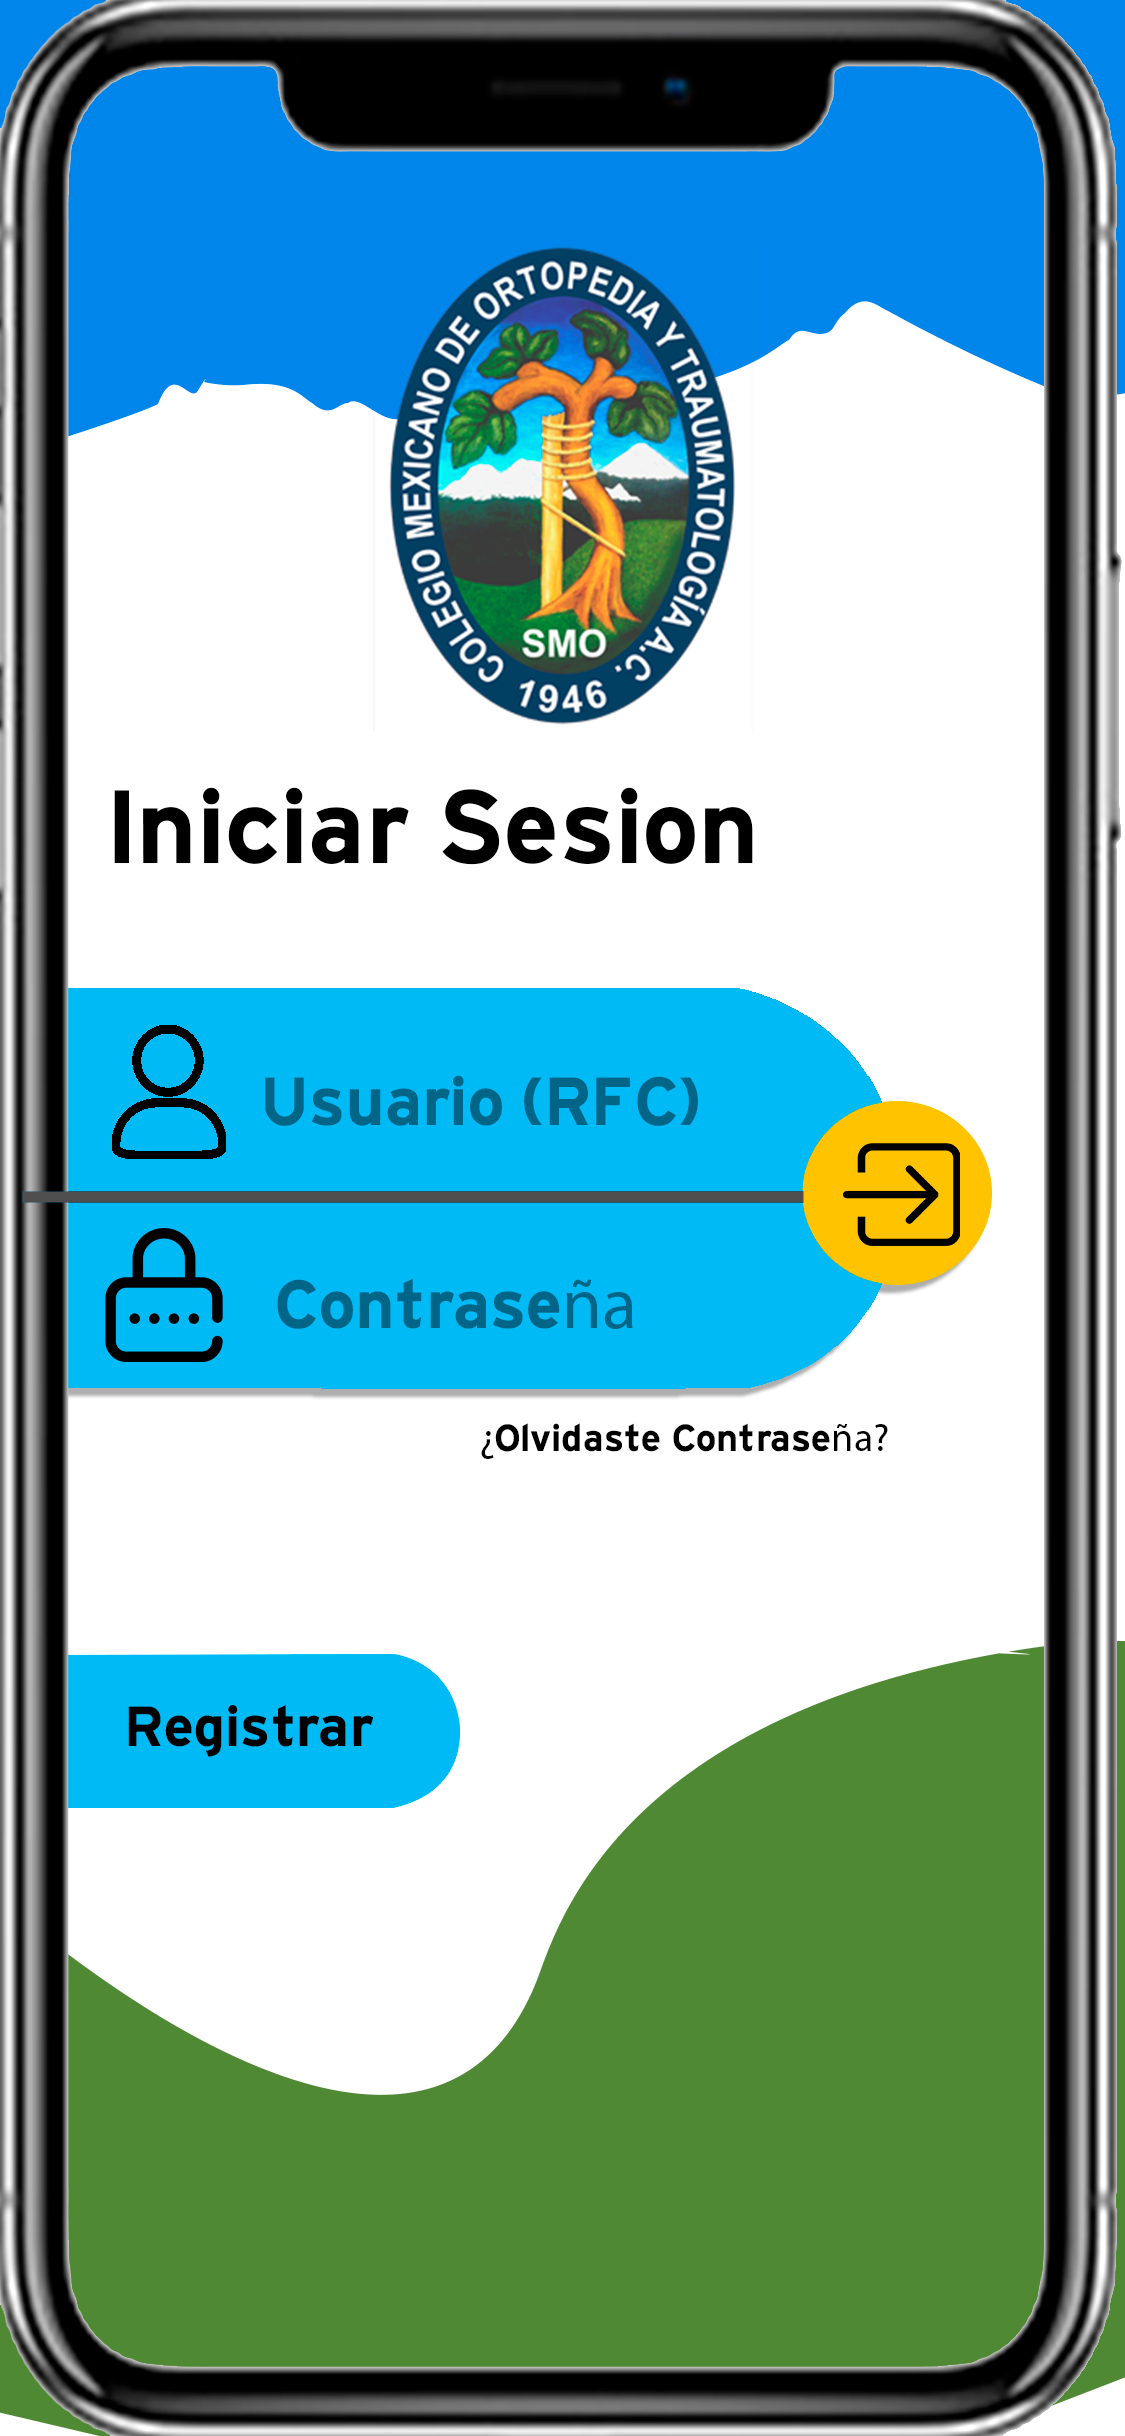 COLEGIO MEXICANO DE ORTOPEDIA Y TRAUMATOLOGÍA A.C.
SMO
1946
Iniciar Sesion
Usuario (RFC)
Contraseña
¿Olvidaste Contraseña?
Registrar